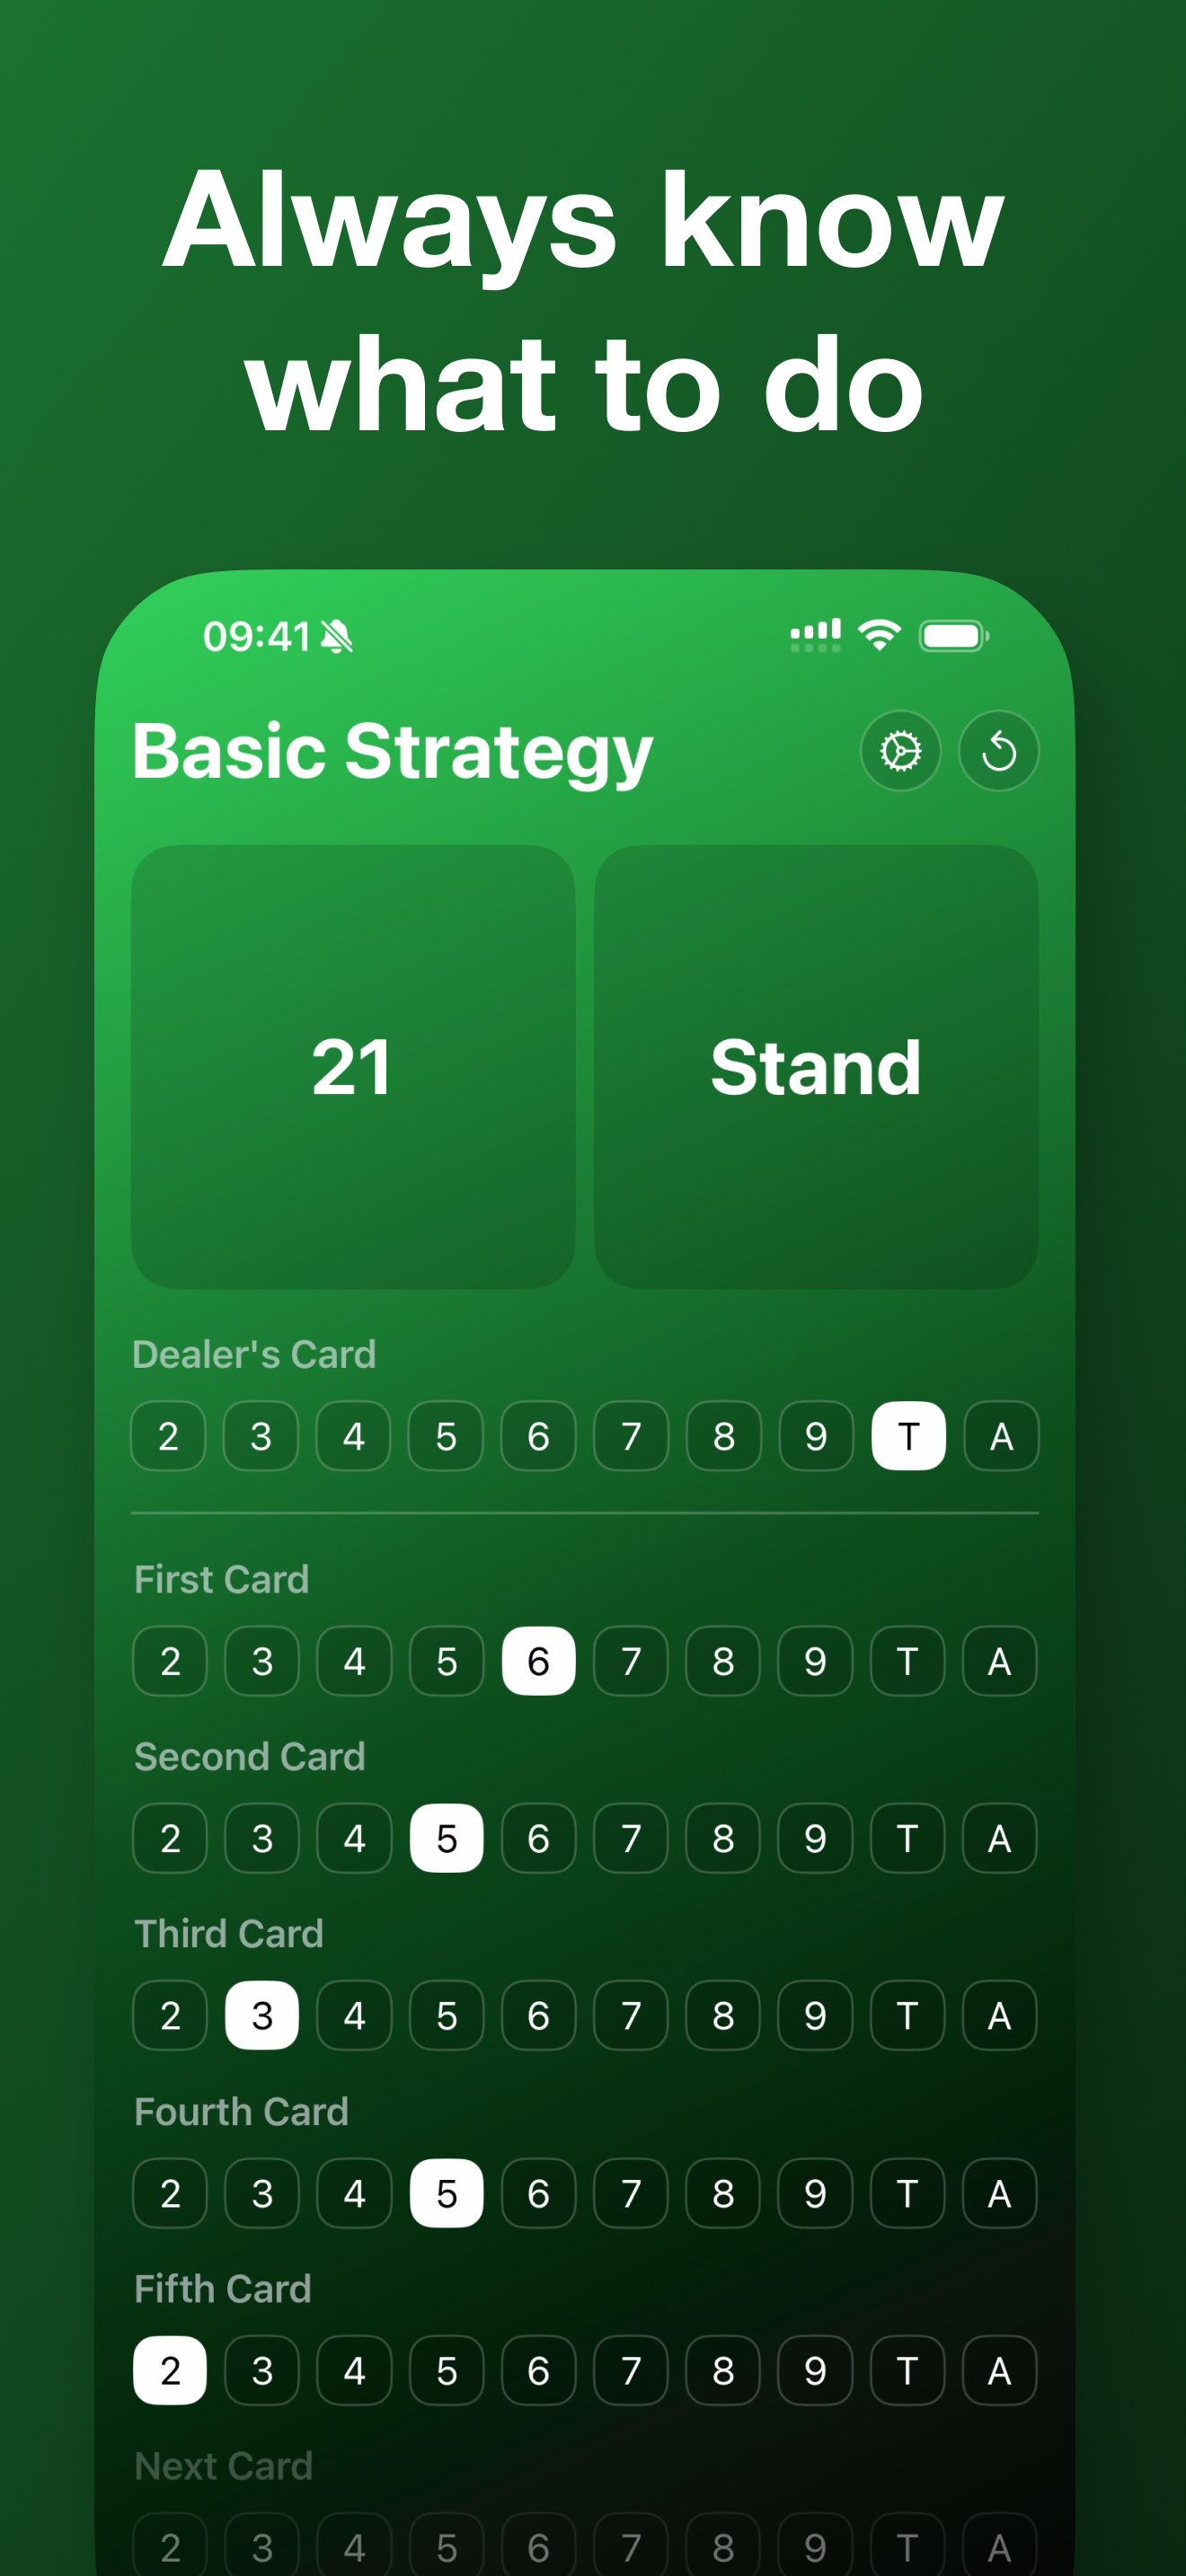 Always know
what to do
09:41
Basic Strategy
21
Stand
Dealer's Card
2 3 4 5 6 7 8 9 T A
First Card
2 3 4 5 6 7 8 9 T A
Second Card
2 3 4 5 6 7 8 9 T A
Third Card
2 3 4 5 6 7 8 9 T A
Fourth Card
2 3 4 5 6 7 8 9 T A
Fifth Card
2 3 4 5 6 7 8 9 T A
Next Card
2 3 4 5 6 7 8 9 T A